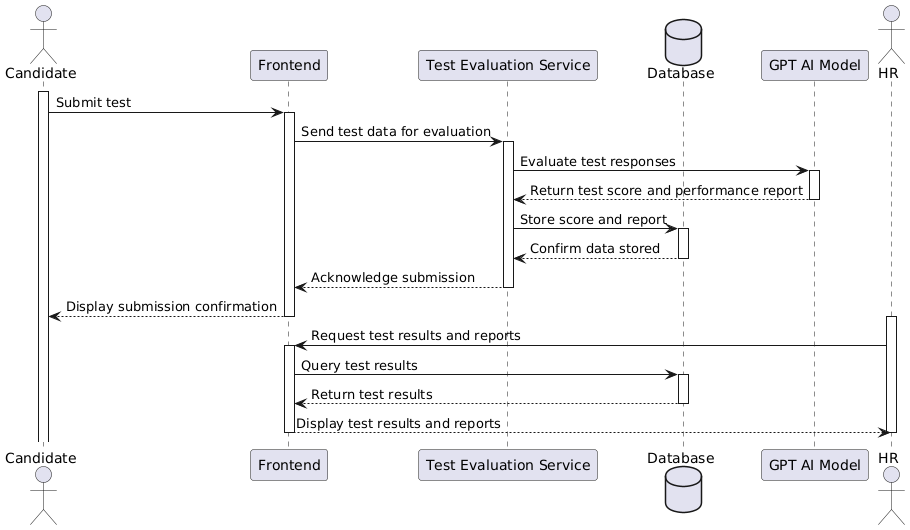 Candidate
Frontend
Test Evaluation Service
Database
GPT AI Model
HR
Submit test
Send test data for evaluation
Evaluate test responses
Return test score and performance report
Store score and report
Confirm data stored
Acknowledge submission
Display submission confirmation
Request test results and reports
Query test results
Return test results
Display test results and reports
Candidate
Frontend
Test Evaluation Service
Database
GPT AI Model
HR